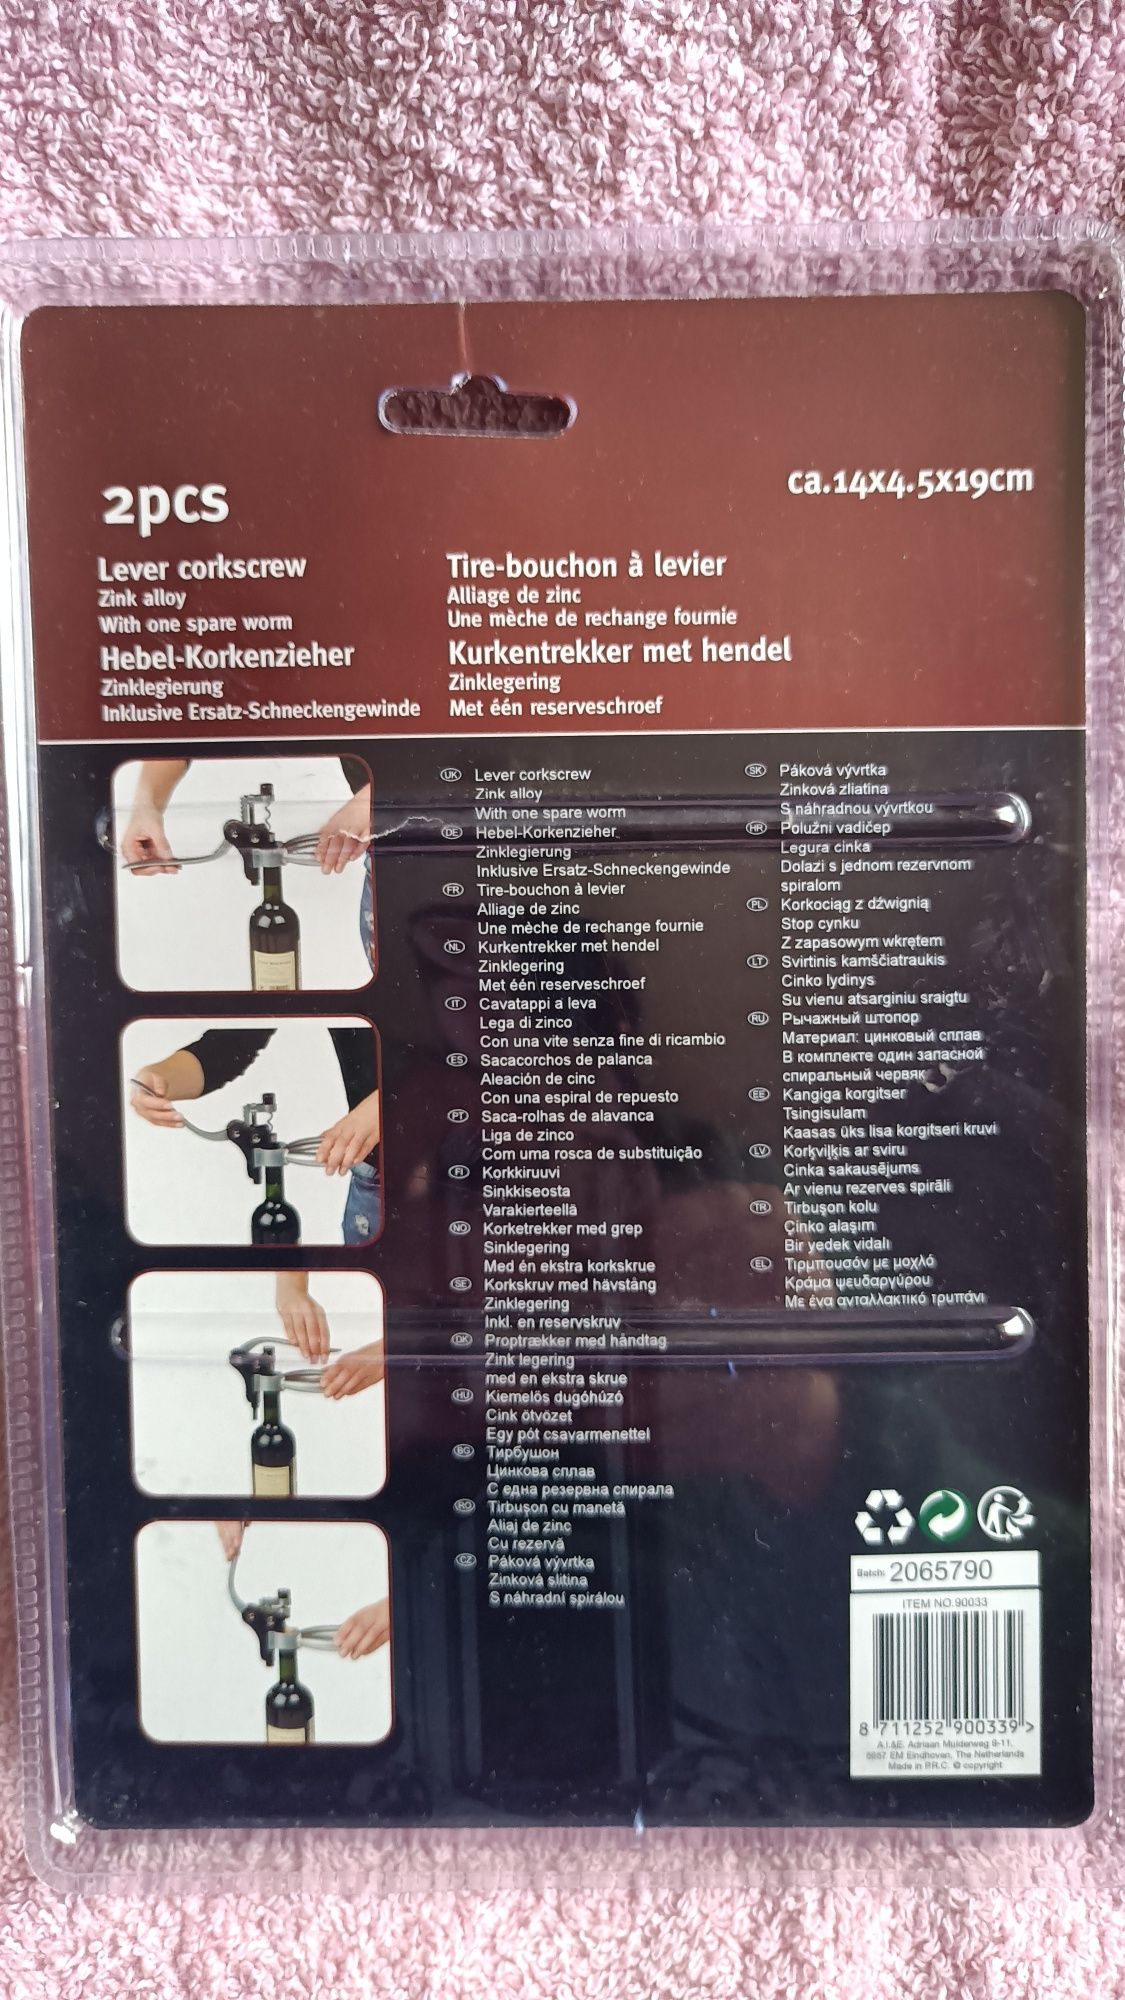 2pcs
ca.14x4.5x19cm
Lever corkscrew
Zink alloy
With one spare worm
Hebel-Korkenzieher
Zinklegierung
Inklusive Ersatz-Schneckengewinde
Tire-bouchon à levier
Alliage de zinc
Une mèche de rechange fournie
Kurkentrekker met hendel
Zinklegering
Met één reserveschroef
UK Lever corkscrew
Zink alloy
With one spare worm
DE Hebel-Korkenzieher
Zinklegierung
Inklusive Ersatz-Schneckengewinde
FR Tire-bouchon à levier
Alliage de zinc
Une mèche de rechange fournie
NL Kurkentrekker met hendel
Zinklegering
Met één reserveschroef
IT Cavatappi a leva
Lega di zinco
Con una vite senza fine di ricambio
ES Sacacorchos de palanca
Aleación de cinc
Con una espiral de repuesto
PT Saca-rolhas de alavanca
Liga de zinco
Com uma rosca de substituição
FI Korkkiruuvi
Sinkkiseosta
Varakierteellä
NO Korketrekker med grep
Sinklegering
Med én ekstra korkskrue
SE Korkskruv med hävstång
Zinklegering
Inkl. en reservskruv
DK Proptrækker med håndtag
Zink legering
med en ekstra skrue
HU Kiemelös dugóhúzó
Cink ötvözet
Egy pót csavarmenettel
BG Тирбушон
Цинкова сплав
С една резервна спирала
RO Tirbuşon cu manetă
Aliaj de zinc
Cu rezervă
CZ Páková vývrtka
Zinková slitina
S náhradní spirálou
SK Páková vývrtka
Zinková zliatina
S náhradnou vývrtkou
HR Polužni vadičep
Legura cinka
Dolazi s jednom rezervnom
spiralom
PL Korkociąg z dźwignią
Stop cynku
Z zapasowym wkrętem
LT Svirtinis kamščiatraukis
Cinko lydinys
Su vienu atsarginiu sraigtu
RU Рычажный штопор
Материал: цинковый сплав
В комплекте один запасной
спиральный червяк
EE Kangiga korgitser
Tsingisulam
Kaasas üks lisa korgitseri kruvi
LV Korķviļķis ar sviru
Cinka sakausējums
Ar vienu rezerves spirāli
TR Tirbuşon kolu
Çinko alaşım
Bir yedek vidalı
EL Τιρμπουσόν με μοχλό
Κράμα ψευδαργύρου
Με ένα ανταλλακτικό τρυπάνι
Batch: 2065790
ITEM NO.90033
8 711252 900339 >
A.I.&E. Adriaan Mulderweg 9-11,
5657 EM Eindhoven, The Netherlands
Made in P.R.C. © copyright